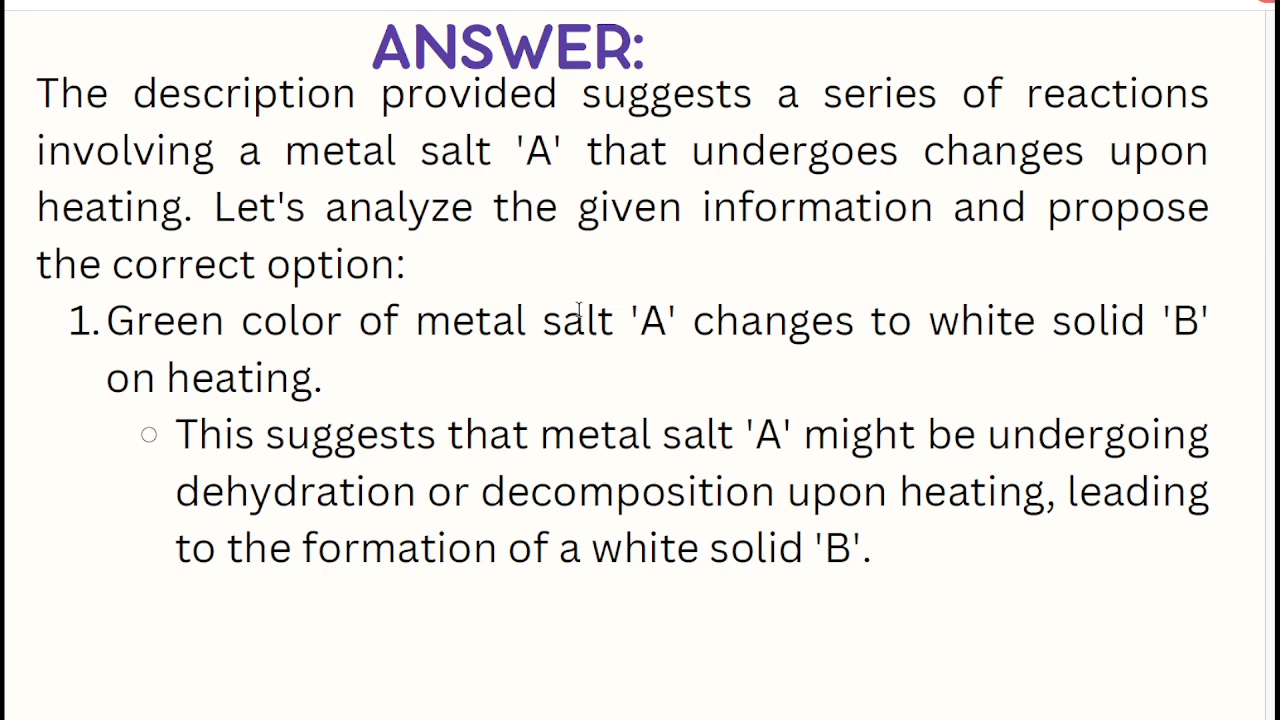 ANSWER:
The description provided suggests a series of reactions
involving a metal salt 'A' that undergoes changes upon
heating. Let's analyze the given information and propose
the correct option:
1. Green color of metal salt 'A' changes to white solid 'B'
on heating.
○ This suggests that metal salt 'A' might be undergoing
dehydration or decomposition upon heating, leading
to the formation of a white solid 'B'.